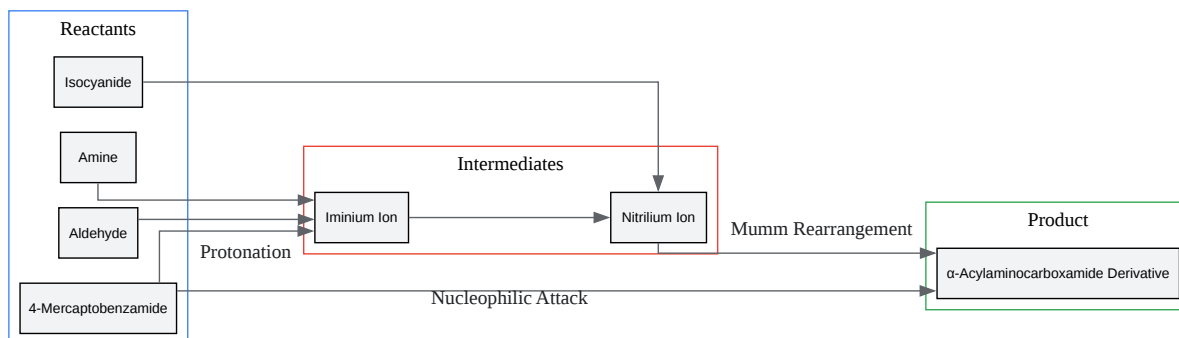 Reactants
Isocyanide
Amine
Aldehyde
4-Mercaptobenzamide
Protonation
Intermediates
Iminium Ion
Nitrilium Ion
Mumm Rearrangement
Nucleophilic Attack
Product
α-Acylaminocarboxamide Derivative